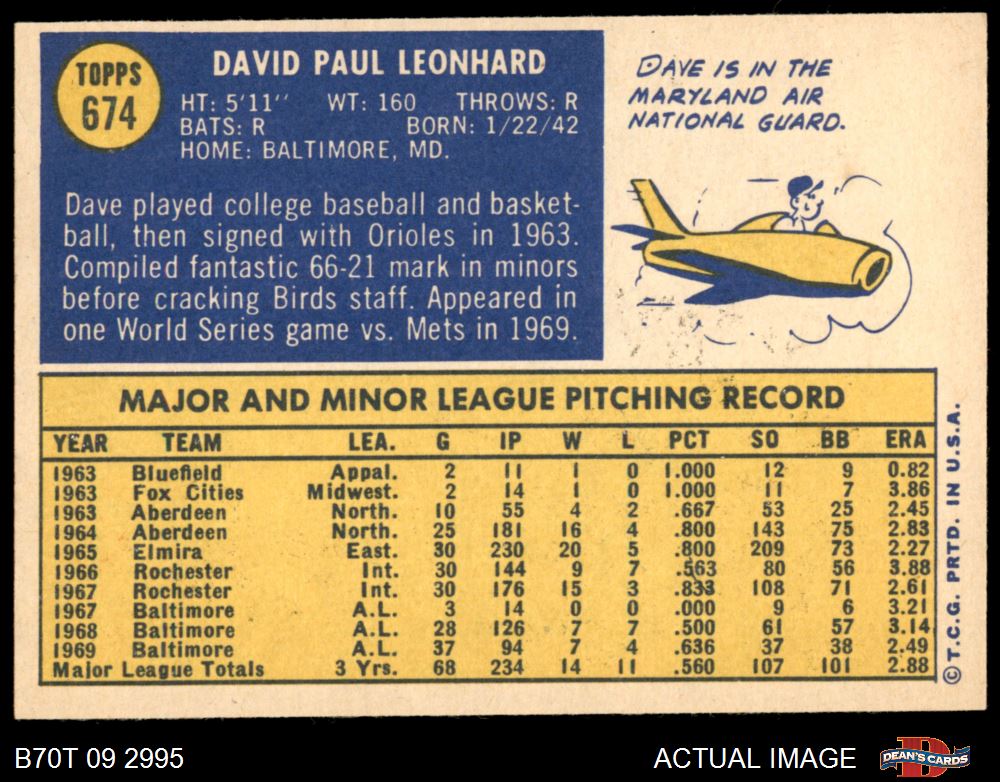 TOPPS
674
DAVID PAUL LEONHARD
HT: 5'11" WT: 160 THROWS: R
BATS: R BORN: 1/22/42
HOME: BALTIMORE, MD.
Dave played college baseball and basket-
ball, then signed with Orioles in 1963.
Compiled fantastic 66-21 mark in minors
before cracking Birds staff. Appeared in
one World Series game vs. Mets in 1969.
DAVE IS IN THE
MARYLAND AIR
NATIONAL GUARD.
MAJOR AND MINOR LEAGUE PITCHING RECORD
YEAR TEAM LEA. G IP W L PCT SO BB ERA
1963 Bluefield Appal. 2 11 1 0 1.000 12 9 0.82
1963 Fox Cities Midwest. 2 14 1 0 1.000 11 7 3.86
1963 Aberdeen North. 10 55 4 2 .667 53 25 2.45
1964 Aberdeen North. 25 181 16 4 .800 143 75 2.83
1965 Elmira East. 30 230 20 5 .800 209 73 2.27
1966 Rochester Int. 30 144 9 7 .563 80 56 3.88
1967 Rochester Int. 30 176 15 3 .833 108 71 2.61
1967 Baltimore A.L. 3 14 0 0 .000 9 6 3.21
1968 Baltimore A.L. 28 126 7 7 .500 61 57 3.14
1969 Baltimore A.L. 37 94 7 4 .636 37 38 2.49
Major League Totals 3 Yrs. 68 234 14 11 .560 107 101 2.88
© T.C.G. PRTD. IN U.S.A.
B70T 09 2995
ACTUAL IMAGE
DEAN'S CARDS